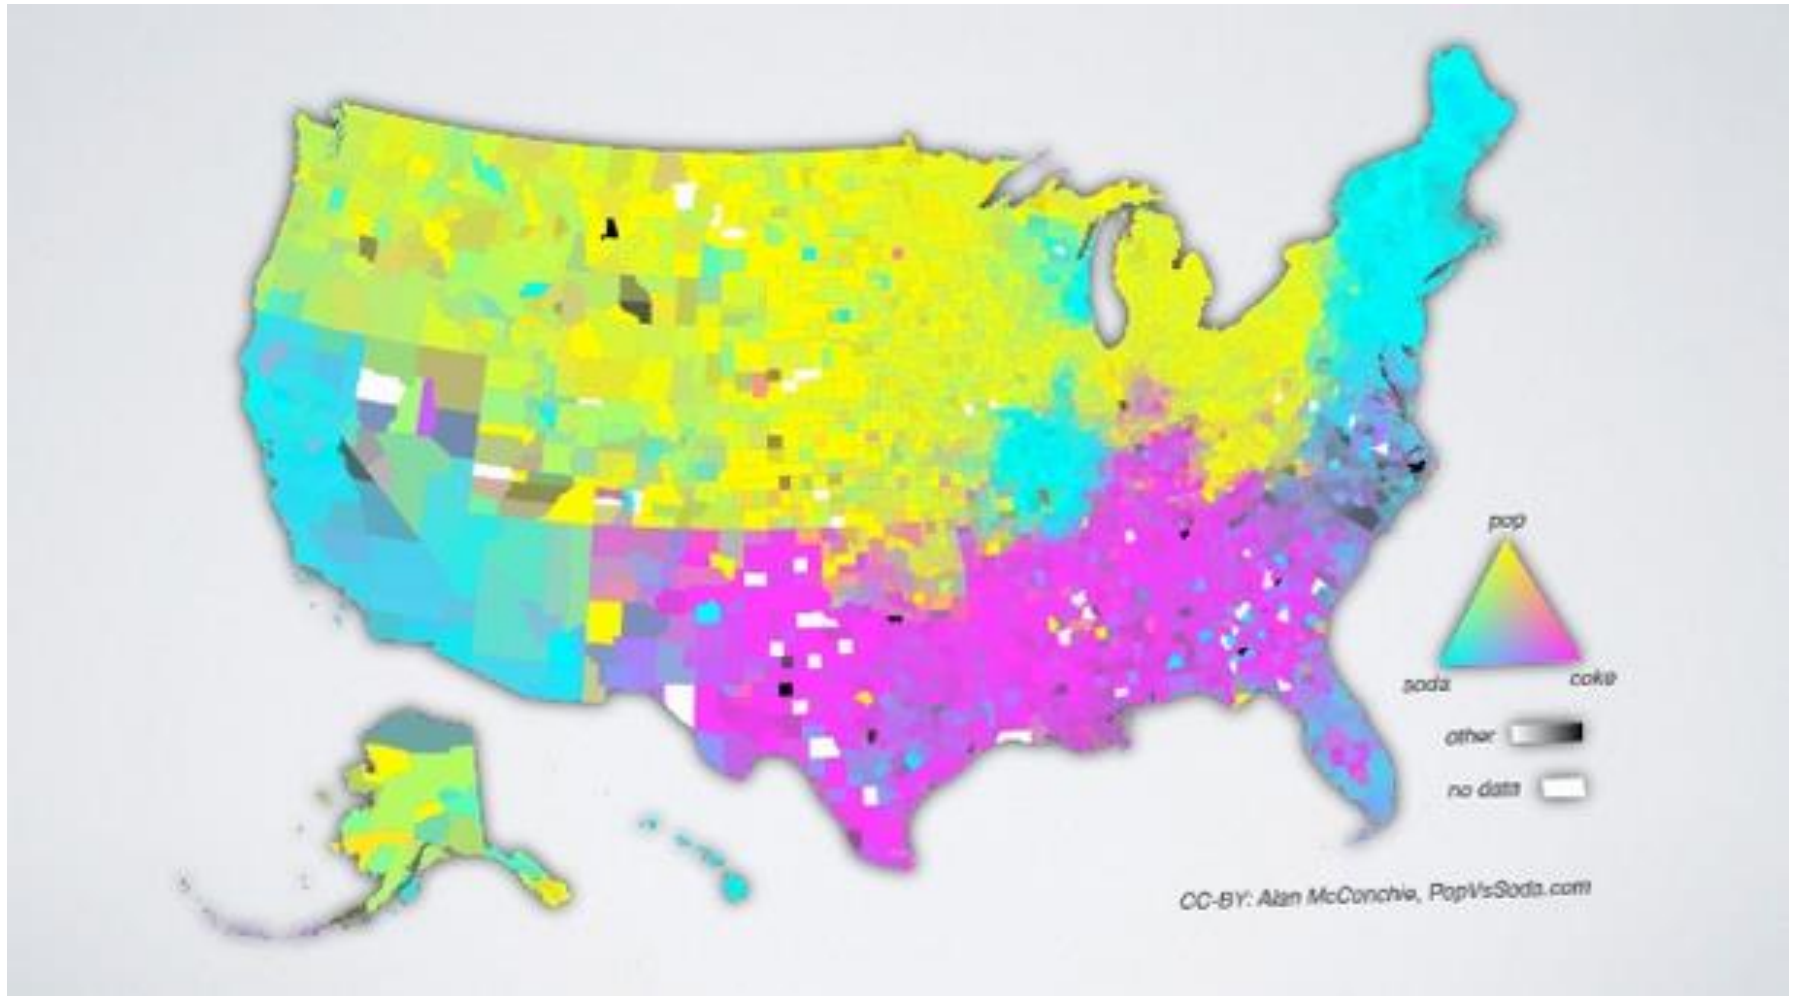 pop
soda
coke
other
no data
CC-BY: Alan McConchie, PopVsSoda.com